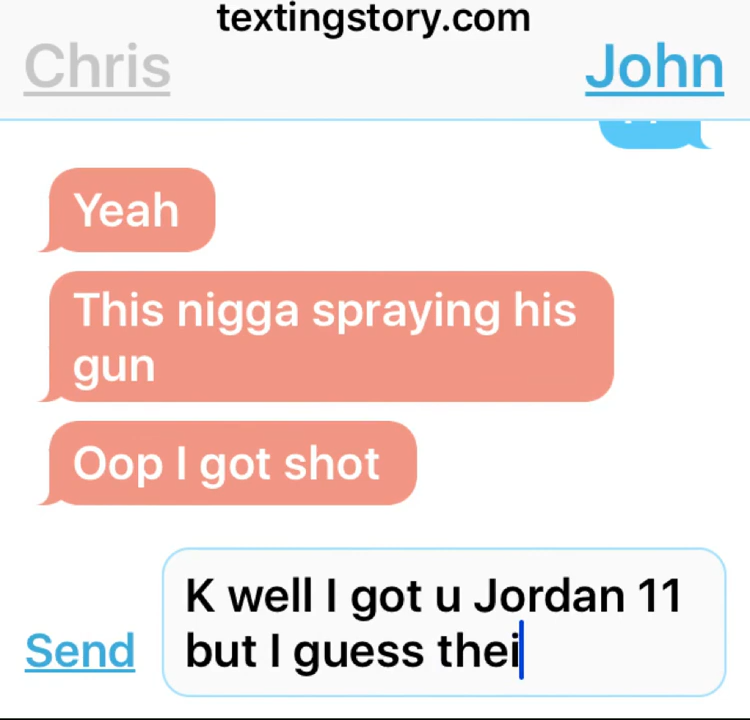 textingstory.com
Chris
John
Yeah
This nigga spraying his
gun
Oop I got shot
K well I got u Jordan 11
but I guess thei
Send